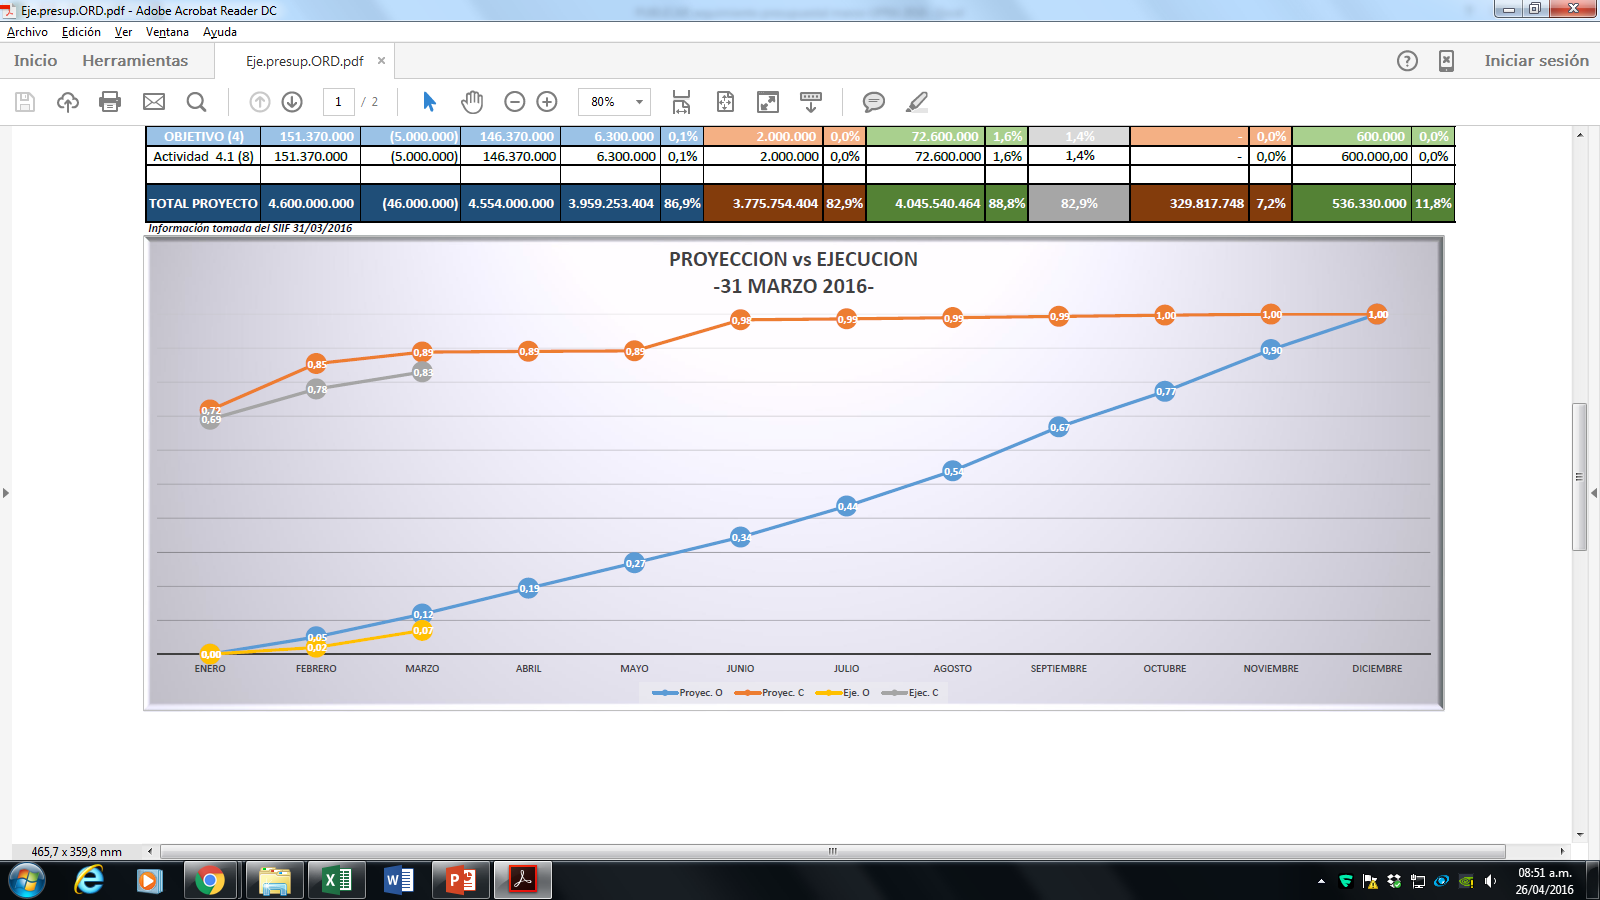 Eje.presup.ORD.pdf - Adobe Acrobat Reader DC
Archivo Edición Ver Ventana Ayuda
Inicio Herramientas Eje.presup.ORD.pdf × Iniciar sesión
1 / 2 80%
OBJETIVO (4) 151.370.000 (5.000.000) 146.370.000 6.300.000 0,1% 2.000.000 0,0% 72.600.000 1,6% 1,4% - 0,0% 600.000 0,0%
Actividad 4.1 (8) 151.370.000 (5.000.000) 146.370.000 6.300.000 0,1% 2.000.000 0,0% 72.600.000 1,6% 1,4% - 0,0% 600.000,00 0,0%
TOTAL PROYECTO 4.600.000.000 (46.000.000) 4.554.000.000 3.959.253.404 86,9% 3.775.754.404 82,9% 4.045.540.464 88,8% 82,9% 329.817.748 7,2% 536.330.000 11,8%
Información tomada del SIIF 31/03/2016
PROYECCION vs EJECUCION
-31 MARZO 2016-
0,72 0,85 0,89 0,89 0,89 0,98 0,99 0,99 0,99 1,00 1,00 1,00
0,69 0,78 0,83
0,05 0,12 0,19 0,27 0,34 0,44 0,54 0,67 0,77 0,90
0,00 0,02 0,07
ENERO FEBRERO MARZO ABRIL MAYO JUNIO JULIO AGOSTO SEPTIEMBRE OCTUBRE NOVIEMBRE DICIEMBRE
Proyec. O Proyec. C Eje. O Ejec. C
465,7 x 359,8 mm
08:51 a.m.
26/04/2016